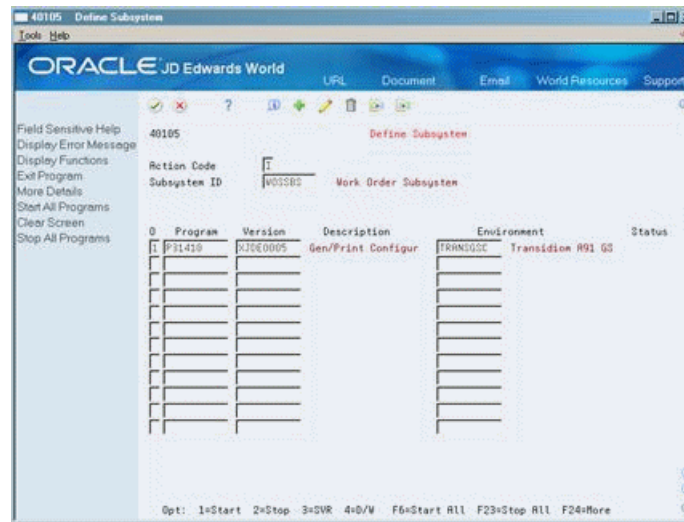 40105 Define Subsystem
Tools Help
ORACLE JD Edwards World
URL Document Email World Resources Support
Field Sensitive Help
Display Error Message
Display Functions
Exit Program
More Details
Start All Programs
Clear Screen
Stop All Programs
40105 Define Subsystem
Action Code I
Subsystem ID WOSSBS Work Order Subsystem
O Program Version Description Environment Status
1 P31410 XJDE0005 Gen/Print Configur TRANSGSC Transidiom A91 GS
Opt: 1=Start 2=Stop 3=SVR 4=D/W F6=Start All F23=Stop All F24=More